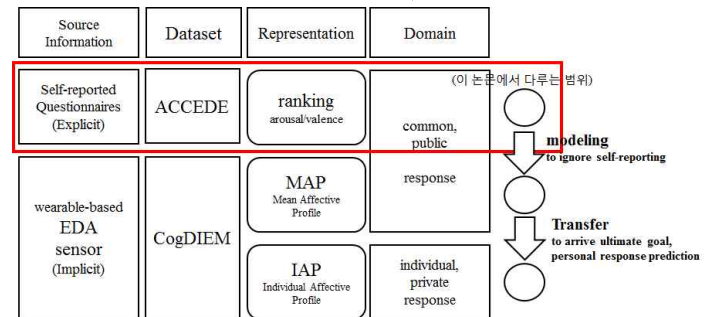 Source
Information
Dataset
Representation
Domain
Self-reported
Questionnaires
(Explicit)
ACCEDE
ranking
arousal/valence
(이 논문에서 다루는 범위)
common,
public
response
modeling
to ignore self-reporting
wearable-based
EDA
sensor
(Implicit)
CogDIEM
MAP
Mean Affective
Profile
IAP
Individual Affective
Profile
individual,
private
response
Transfer
to arrive ultimate goal,
personal response prediction